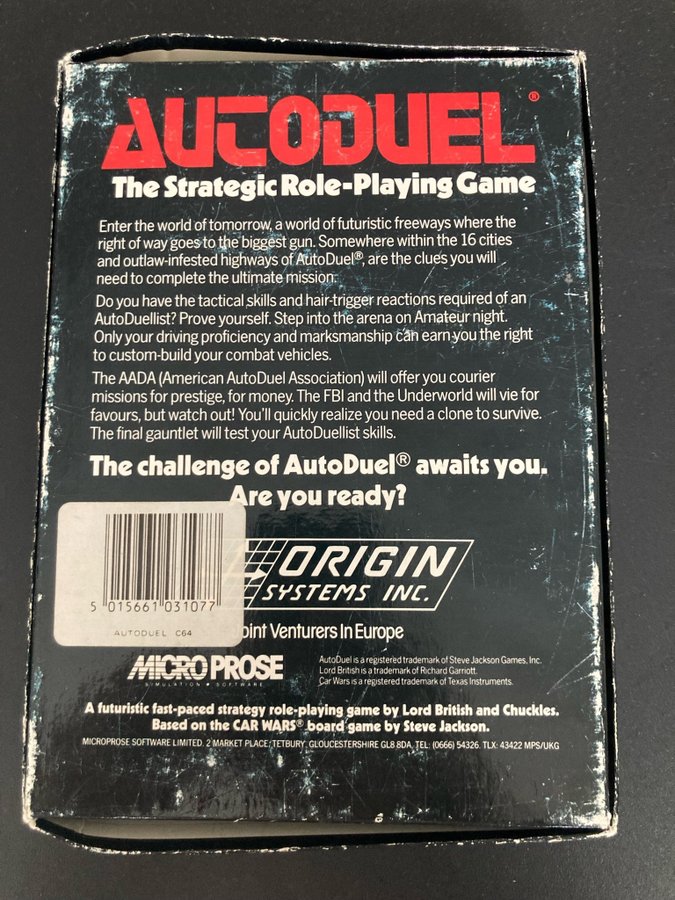 AUTODUEL®
The Strategic Role-Playing Game
Enter the world of tomorrow, a world of futuristic freeways where the
right of way goes to the biggest gun. Somewhere within the 16 cities
and outlaw-infested highways of AutoDuel®, are the clues you will
need to complete the ultimate mission.
Do you have the tactical skills and hair-trigger reactions required of an
AutoDuellist? Prove yourself. Step into the arena on Amateur night.
Only your driving proficiency and marksmanship can earn you the right
to custom-build your combat vehicles.
The AADA (American AutoDuel Association) will offer you courier
missions for prestige, for money. The FBI and the Underworld will vie for
favours, but watch out! You'll quickly realize you need a clone to survive.
The final gauntlet will test your AutoDuellist skills.
The challenge of AutoDuel® awaits you.
Are you ready?
5 015661 031077
AUTODUEL C64
ORIGIN
SYSTEMS INC.
oint Venturers In Europe
MICRO PROSE
SIMULATION • SOFTWARE
AutoDuel is a registered trademark of Steve Jackson Games, Inc.
Lord British is a trademark of Richard Garriott.
Car Wars is a registered trademark of Texas Instruments.
A futuristic fast-paced strategy role-playing game by Lord British and Chuckles.
Based on the CAR WARS® board game by Steve Jackson.
MICROPROSE SOFTWARE LIMITED. 2 MARKET PLACE, TETBURY, GLOUCESTERSHIRE GL8 8DA, TEL: (0666) 54326. TLX: 43422 MPS/UKG